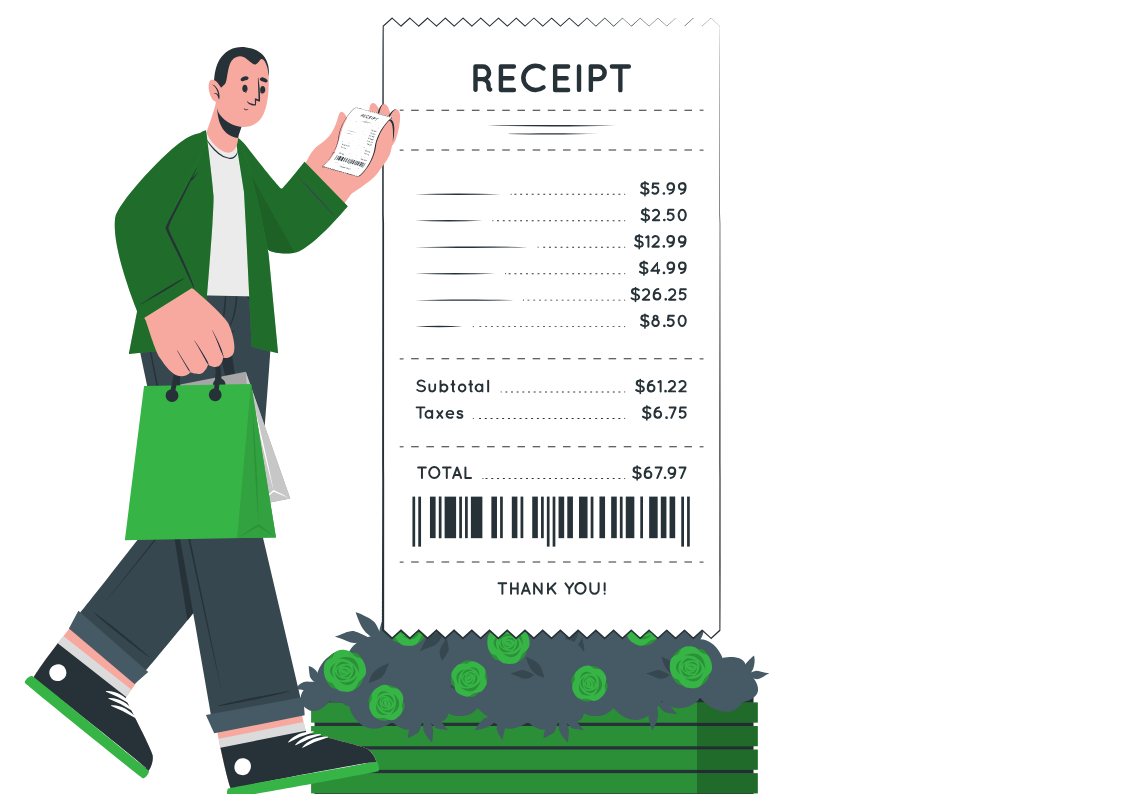 RECEIPT
$5.99
$2.50
$12.99
$4.99
$26.25
$8.50
Subtotal $61.22
Taxes $6.75
TOTAL $67.97
THANK YOU!
RECEIPT